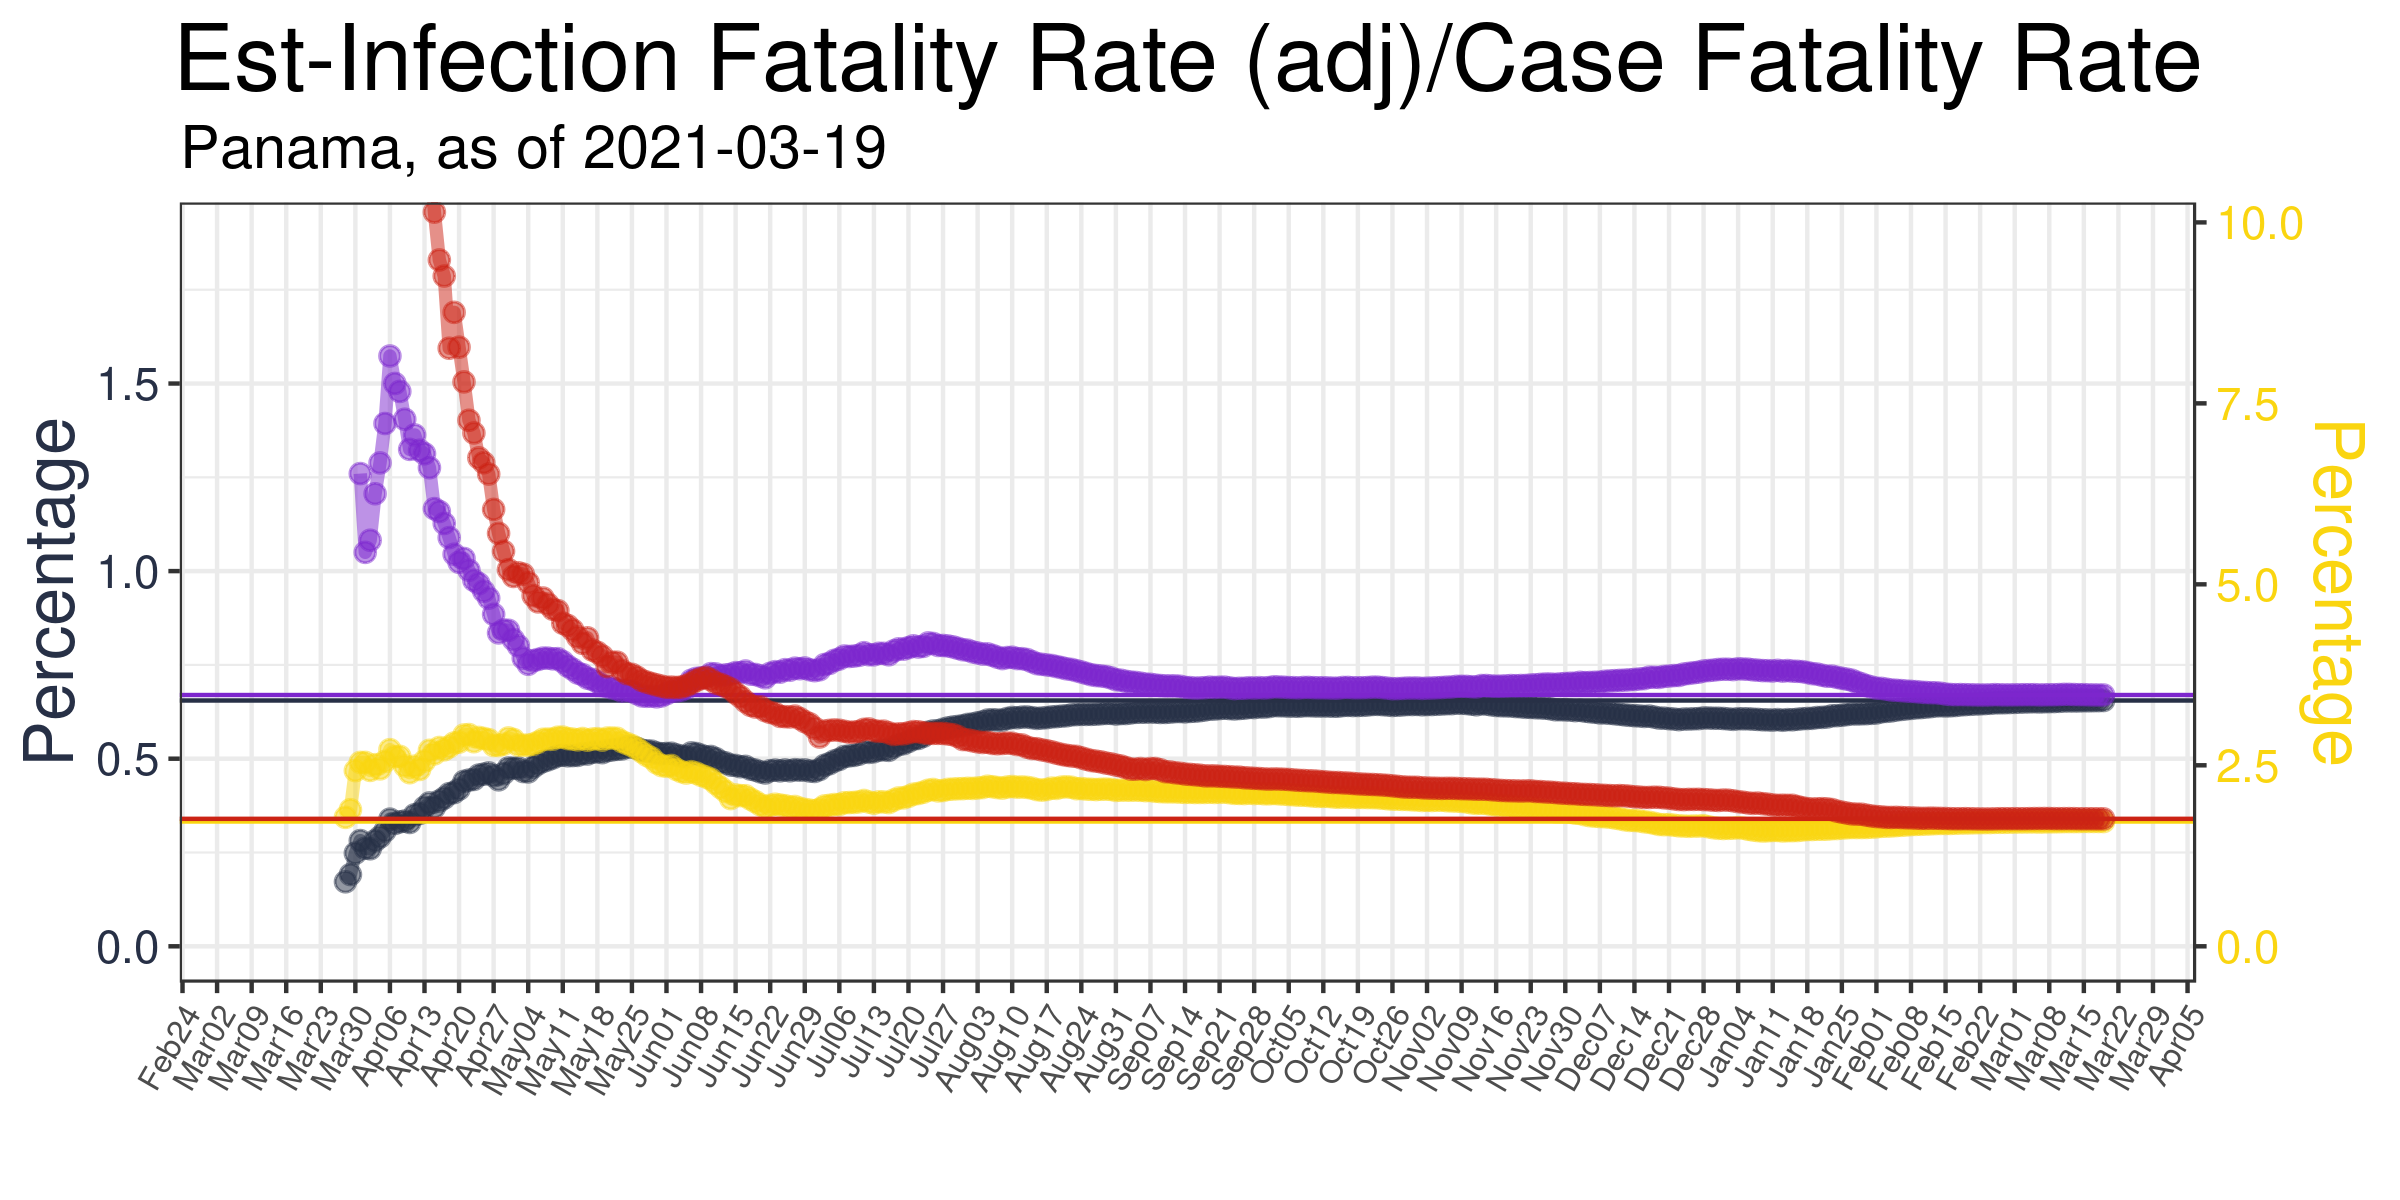 Est-Infection Fatality Rate (adj)/Case Fatality Rate
Panama, as of 2021-03-19
Percentage
1.5
1.0
0.5
0.0
10.0
7.5
5.0
2.5
0.0
Percentage
Feb24
Mar02
Mar09
Mar16
Mar23
Mar30
Apr06
Apr13
Apr20
Apr27
May04
May11
May18
May25
Jun01
Jun08
Jun15
Jun22
Jun29
Jul06
Jul13
Jul20
Jul27
Aug03
Aug10
Aug17
Aug24
Aug31
Sep07
Sep14
Sep21
Sep28
Oct05
Oct12
Oct19
Oct26
Nov02
Nov09
Nov16
Nov23
Nov30
Dec07
Dec14
Dec21
Dec28
Jan04
Jan11
Jan18
Jan25
Feb01
Feb08
Feb15
Feb22
Mar01
Mar08
Mar15
Mar22
Mar29
Apr05